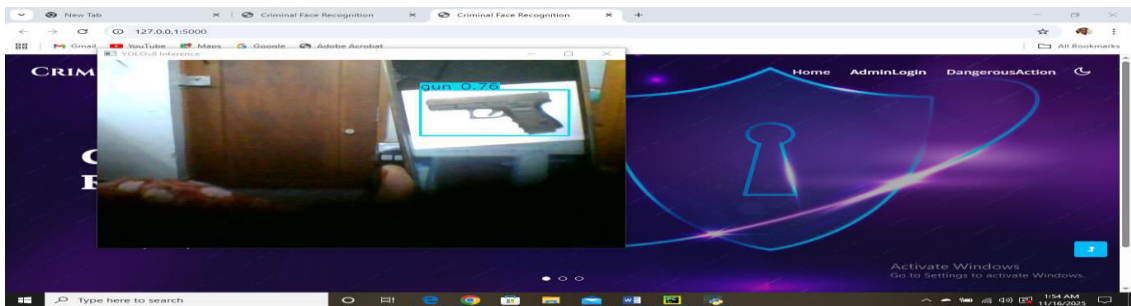 New Tab
Criminal Face Recognition
Criminal Face Recognition
127.0.0.1:5000
Gmail
YouTube
Maps
Google
Adobe Acrobat
All Bookmarks
YOLOv8 Inference
CRIM
Home
AdminLogin
DangerousAction
gun 0.76
Activate Windows
Go to Settings to activate Windows.
Type here to search
1:54 AM
11/16/2025